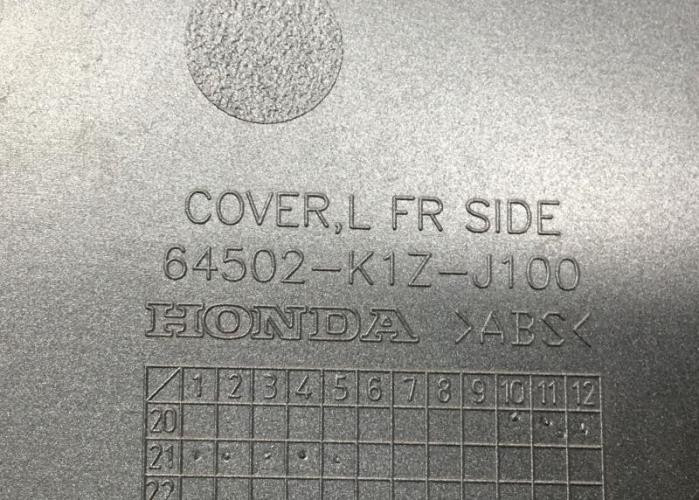 COVER,L FR SIDE
64502-K1Z-J100
HONDA >ABS<
/ 1 2 3 4 5 6 7 8 9 10 11 12
20
21
22